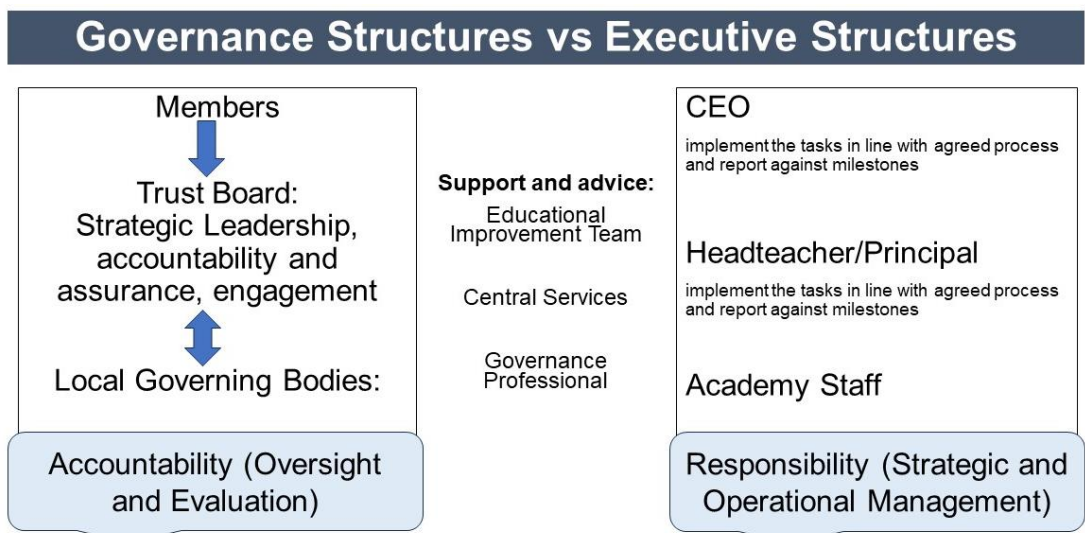 Governance Structures vs Executive Structures
Members
Trust Board:
Strategic Leadership,
accountability and
assurance, engagement
Local Governing Bodies:
Accountability (Oversight
and Evaluation)
Support and advice:
Educational
Improvement Team
Central Services
Governance
Professional
CEO
implement the tasks in line with agreed process
and report against milestones
Headteacher/Principal
implement the tasks in line with agreed process
and report against milestones
Academy Staff
Responsibility (Strategic and
Operational Management)